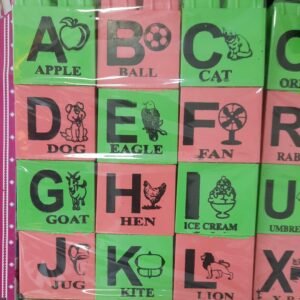 A B C C
APPLE BALL CAT
D E F R
DOG EAGLE FAN
G H I U
GOAT HEN ICE CREAM
J K L X
JUG KITE LION